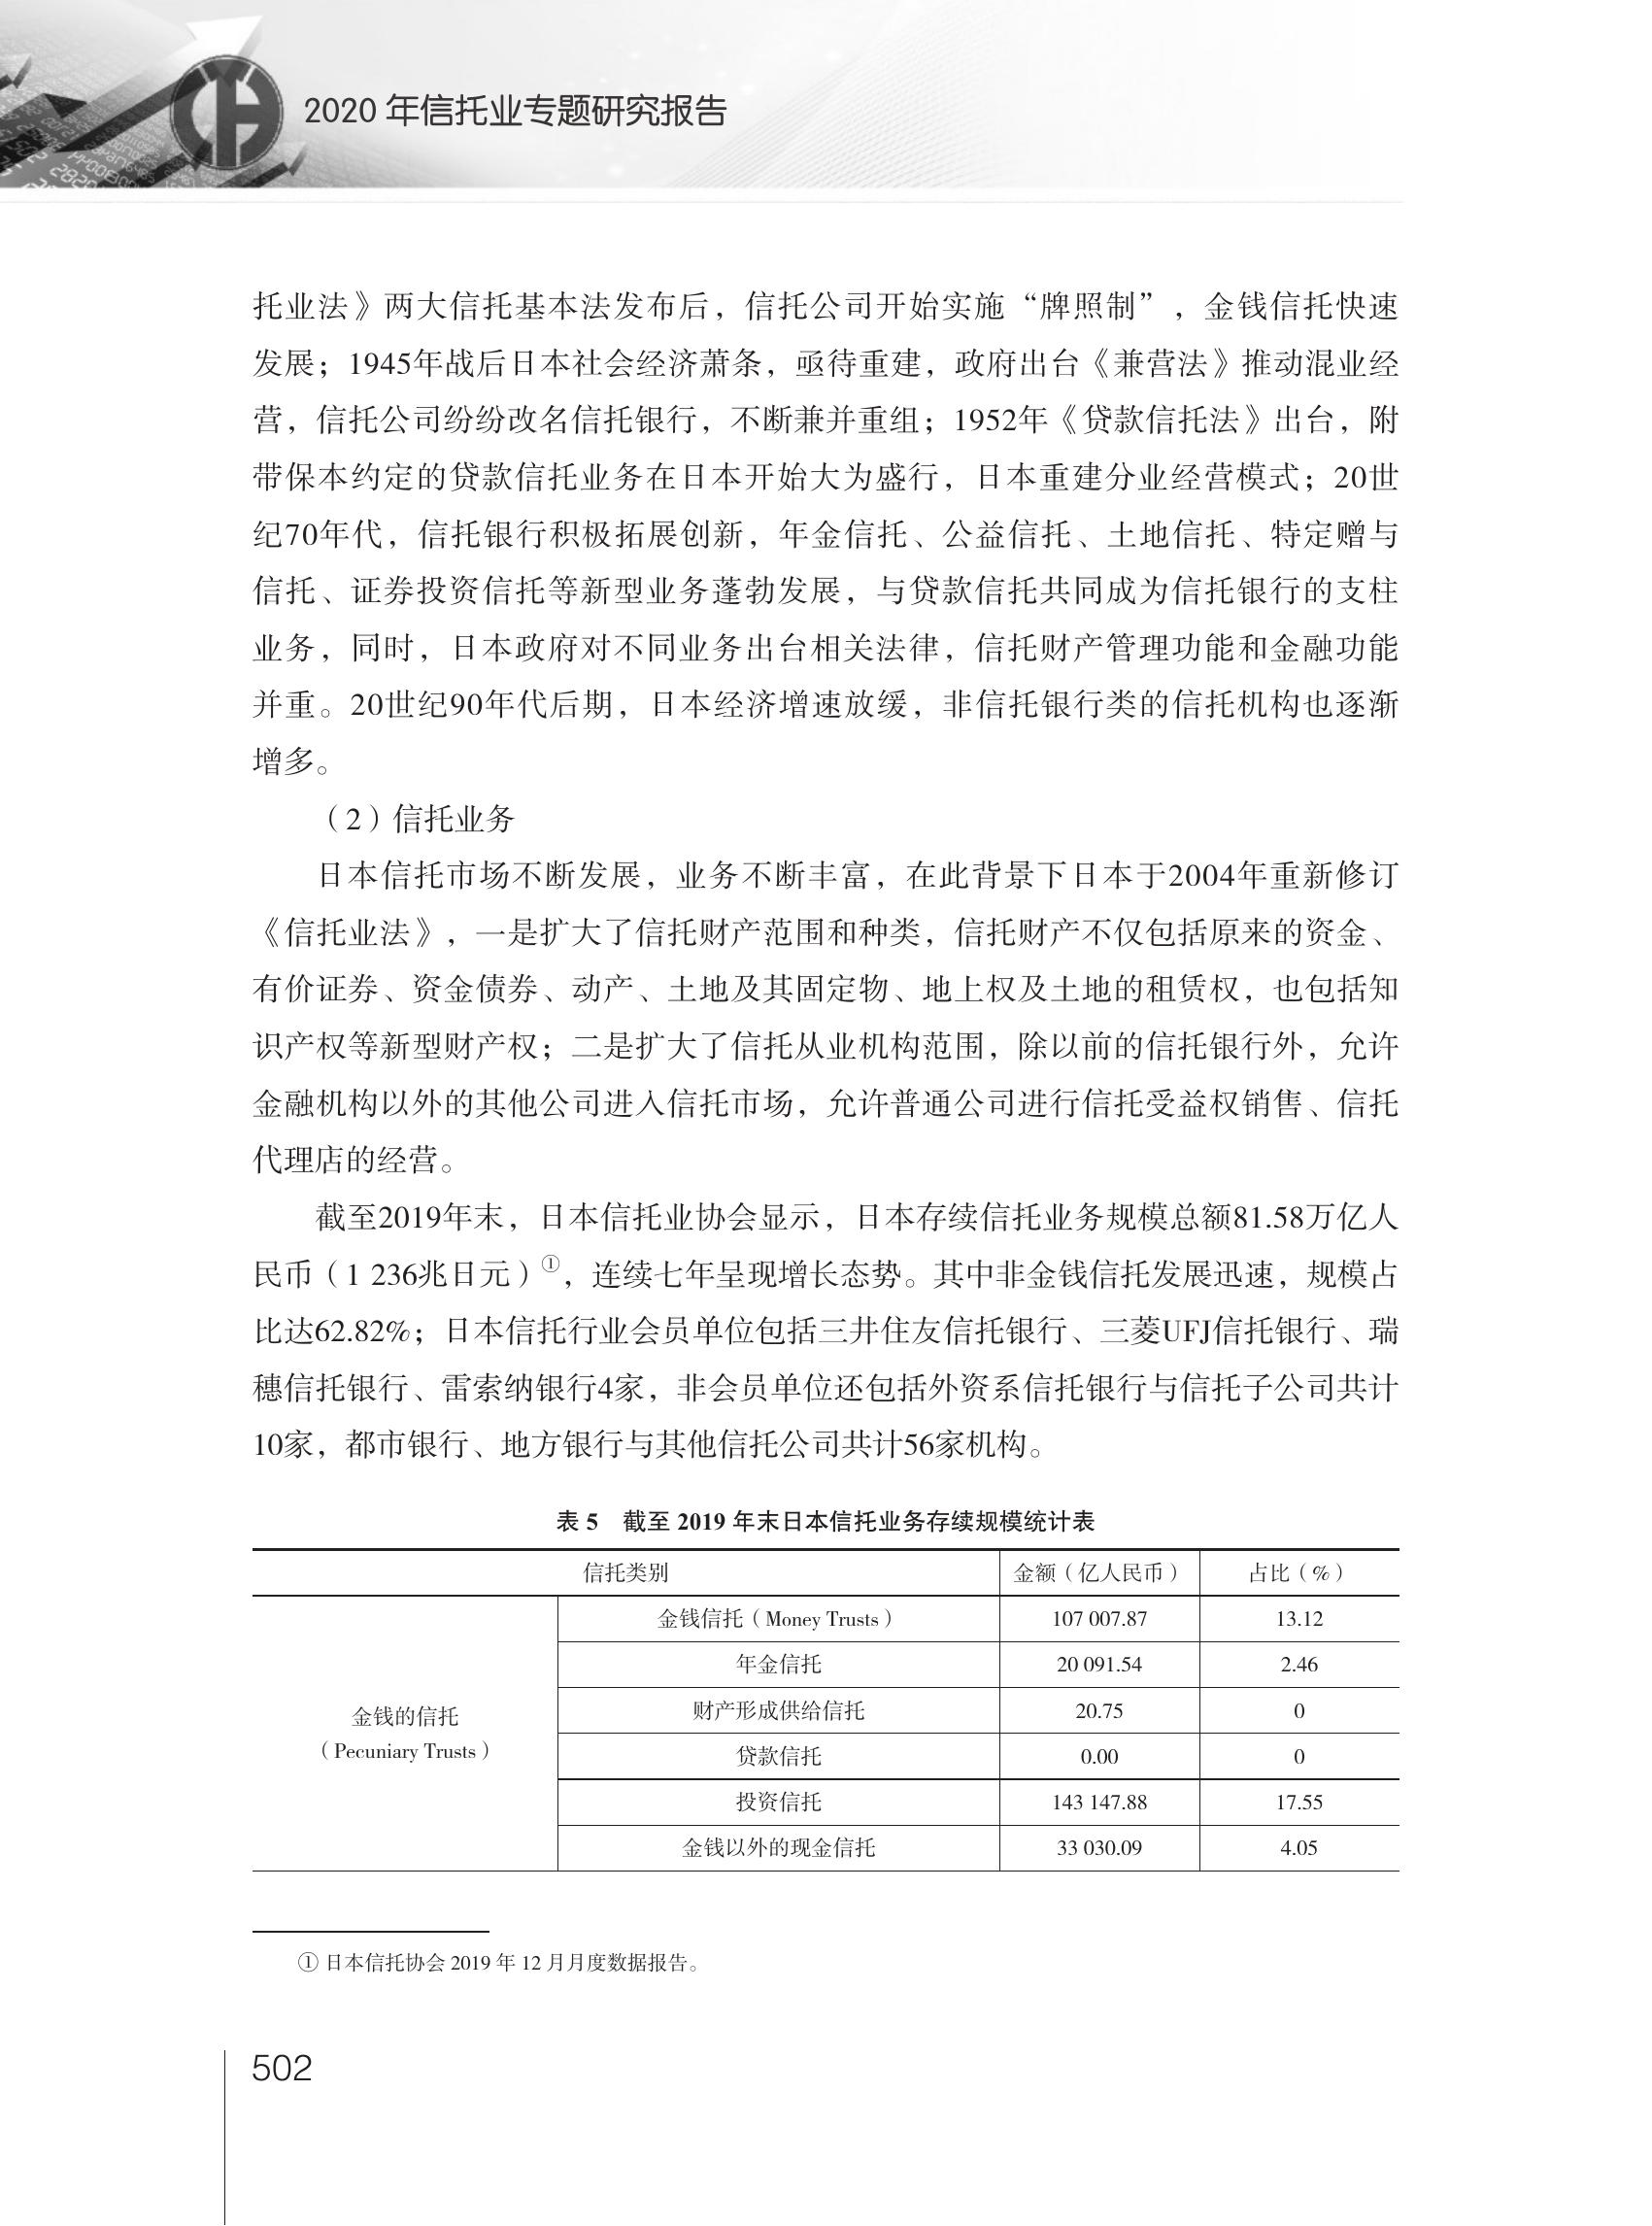 2020 年信托业专题研究报告
托业法》两大信托基本法发布后，信托公司开始实施“牌照制”，金钱信托快速
发展；1945年战后日本社会经济萧条，亟待重建，政府出台《兼营法》推动混业经
营，信托公司纷纷改名信托银行，不断兼并重组；1952年《贷款信托法》出台，附
带保本约定的贷款信托业务在日本开始大为盛行，日本重建分业经营模式；20世
纪70年代，信托银行积极拓展创新，年金信托、公益信托、土地信托、特定赠与
信托、证券投资信托等新型业务蓬勃发展，与贷款信托共同成为信托银行的支柱
业务，同时，日本政府对不同业务出台相关法律，信托财产管理功能和金融功能
并重。20世纪90年代后期，日本经济增速放缓，非信托银行类的信托机构也逐渐
增多。
（2）信托业务
日本信托市场不断发展，业务不断丰富，在此背景下日本于2004年重新修订
《信托业法》，一是扩大了信托财产范围和种类，信托财产不仅包括原来的资金、
有价证券、资金债券、动产、土地及其固定物、地上权及土地的租赁权，也包括知
识产权等新型财产权；二是扩大了信托从业机构范围，除以前的信托银行外，允许
金融机构以外的其他公司进入信托市场，允许普通公司进行信托受益权销售、信托
代理店的经营。
截至2019年末，日本信托业协会显示，日本存续信托业务规模总额81.58万亿人
民币（1 236兆日元）①，连续七年呈现增长态势。其中非金钱信托发展迅速，规模占
比达62.82%；日本信托行业会员单位包括三井住友信托银行、三菱UFJ信托银行、瑞
穗信托银行、雷索纳银行4家，非会员单位还包括外资系信托银行与信托子公司共计
10家，都市银行、地方银行与其他信托公司共计56家机构。
表 5 截至 2019 年末日本信托业务存续规模统计表
信托类别 金额（亿人民币） 占比（%）
金钱的信托
（Pecuniary Trusts）
金钱信托（Money Trusts） 107 007.87 13.12
年金信托 20 091.54 2.46
财产形成供给信托 20.75 0
贷款信托 0.00 0
投资信托 143 147.88 17.55
金钱以外的现金信托 33 030.09 4.05
① 日本信托协会 2019 年 12 月月度数据报告。
502